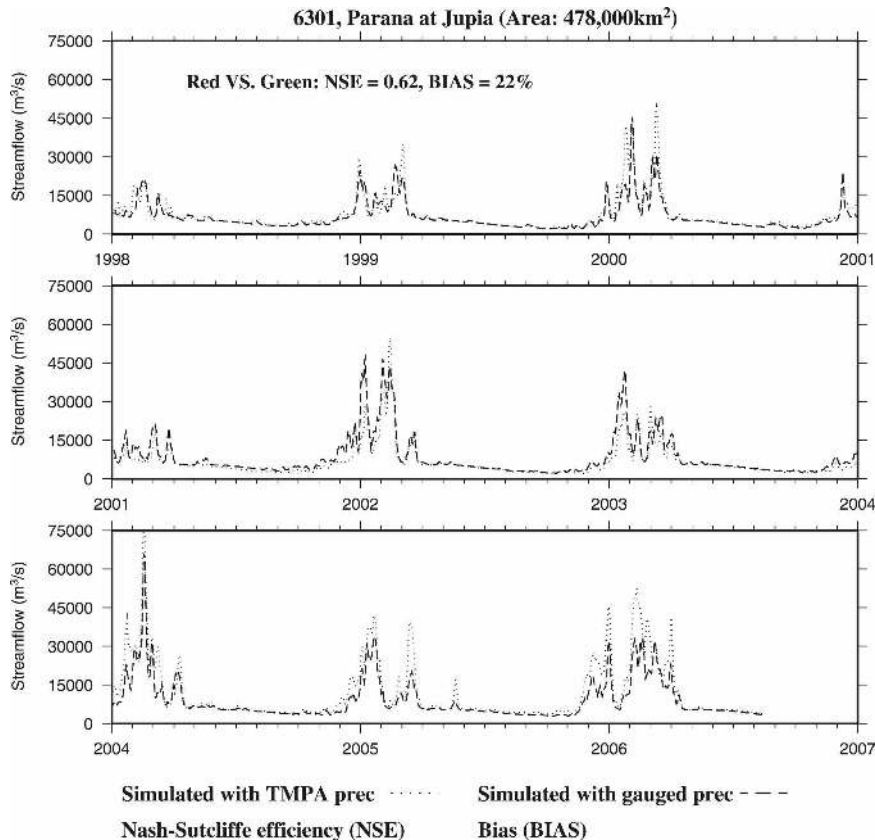 6301, Parana at Jupia (Area: 478,000km²)
75000
60000
45000
30000
15000
0
Streamflow (m³/s)
Red VS. Green: NSE = 0.62, BIAS = 22%
1998 1999 2000 2001
75000
60000
45000
30000
15000
0
Streamflow (m³/s)
2001 2002 2003 2004
75000
60000
45000
30000
15000
0
Streamflow (m³/s)
2004 2005 2006 2007
Simulated with TMPA prec Simulated with gauged prec
Nash-Sutcliffe efficiency (NSE) Bias (BIAS)